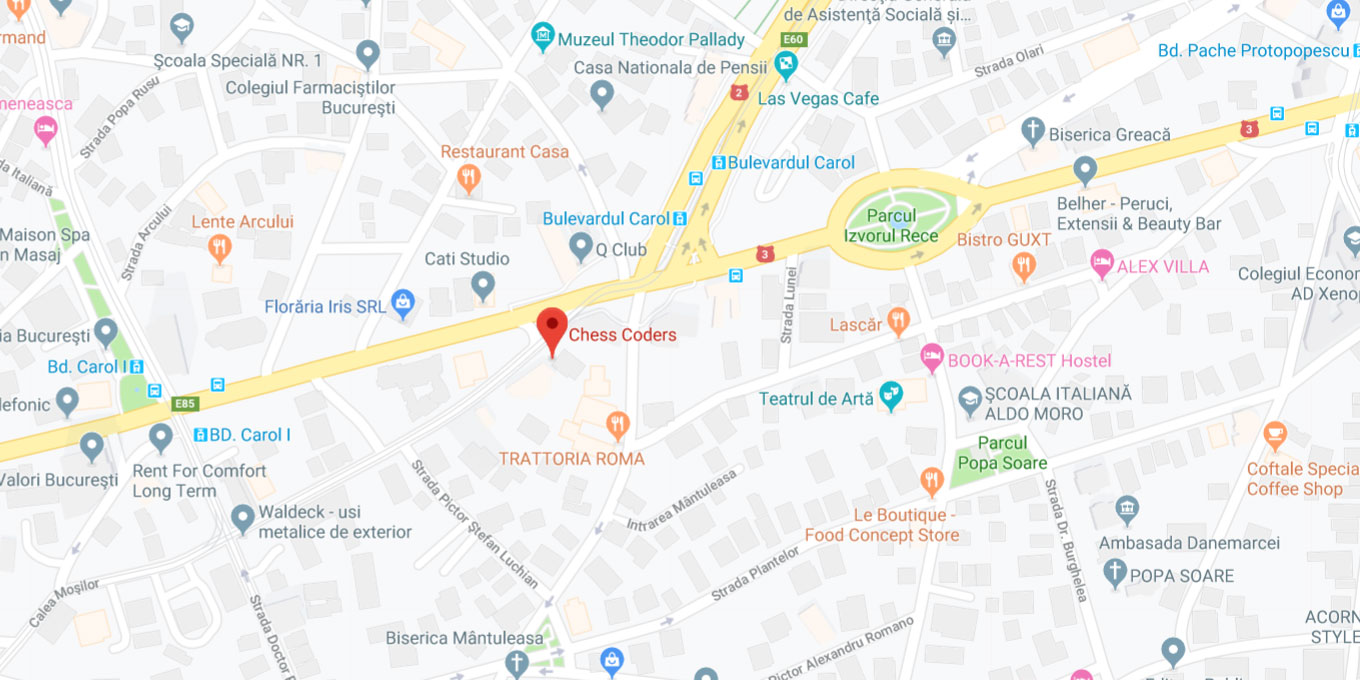 de Asistență Socială și...
Muzeul Theodor Pallady
E60
Bd. Pache Protopopescu
Școala Specială NR. 1
Casa Nationala de Pensii
Strada Olari
Colegiul Farmaciștilor
București
2
Las Vegas Cafe
Strada Popa Rusu
3
Biserica Greacă
Restaurant Casa
Bulevardul Carol
Belher - Peruci,
Extensii & Beauty Bar
Lente Arcului
Bulevardul Carol
Parcul
Izvorul Rece
Maison Spa
n Masaj
Strada Arcului
Q Club
Bistro GUXT
3
Cati Studio
ALEX VILLA
Colegiul Econom
AD Xenop
Florăria Iris SRL
Strada Lunei
Lascăr
ia București
Chess Coders
Bd. Carol I
BOOK-A-REST Hostel
ȘCOALA ITALIANĂ
ALDO MORO
Teatrul de Artă
lefonic
E85
BD. Carol I
Parcul
Popa Soare
TRATTORIA ROMA
Valori București
Rent For Comfort
Long Term
Coftale Specia
Coffee Shop
Strada Pictor Ștefan Luchian
Intrarea Mântuleasa
Waldeck - usi
metalice de exterior
Le Boutique -
Food Concept Store
Strada Dr. Burghelea
Ambasada Danemarcei
Strada Plantelor
POPA SOARE
Calea Moșilor
Strada Doctor
ACORN
STYLE
Biserica Mântuleasa
Pictor Alexandru Romano